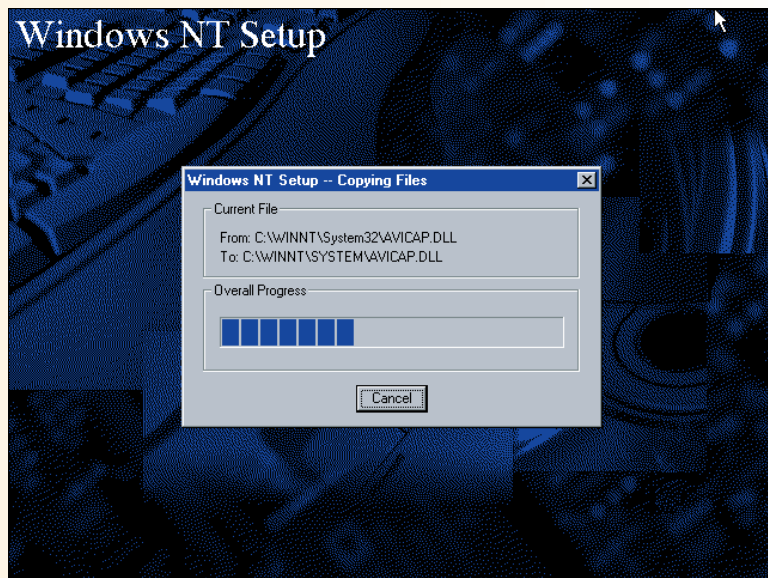 Windows NT Setup
Windows NT Setup -- Copying Files
Current File
From: C:\WINNT\System32\AVICAP.DLL
To: C:\WINNT\SYSTEM\AVICAP.DLL
Overall Progress
Cancel